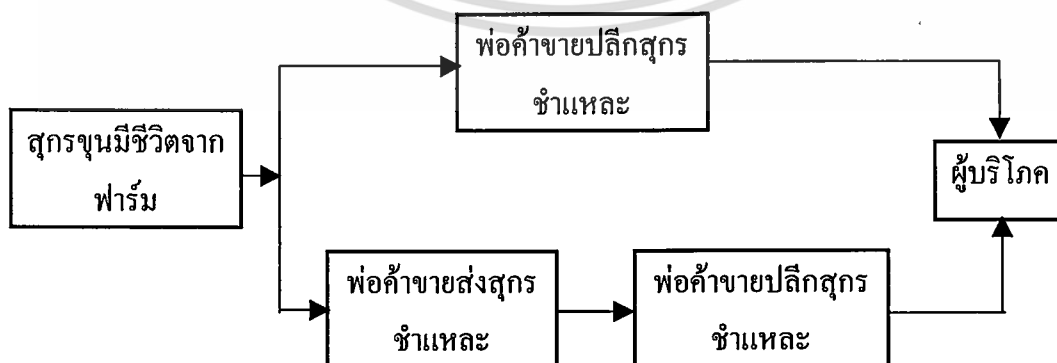 พ่อค้าขายปลีกสุกร
ชำแหละ
สุกรขุนมีชีวิตจาก
ฟาร์ม
ผู้บริโภค
พ่อค้าขายส่งสุกร
ชำแหละ
พ่อค้าขายปลีกสุกร
ชำแหละ